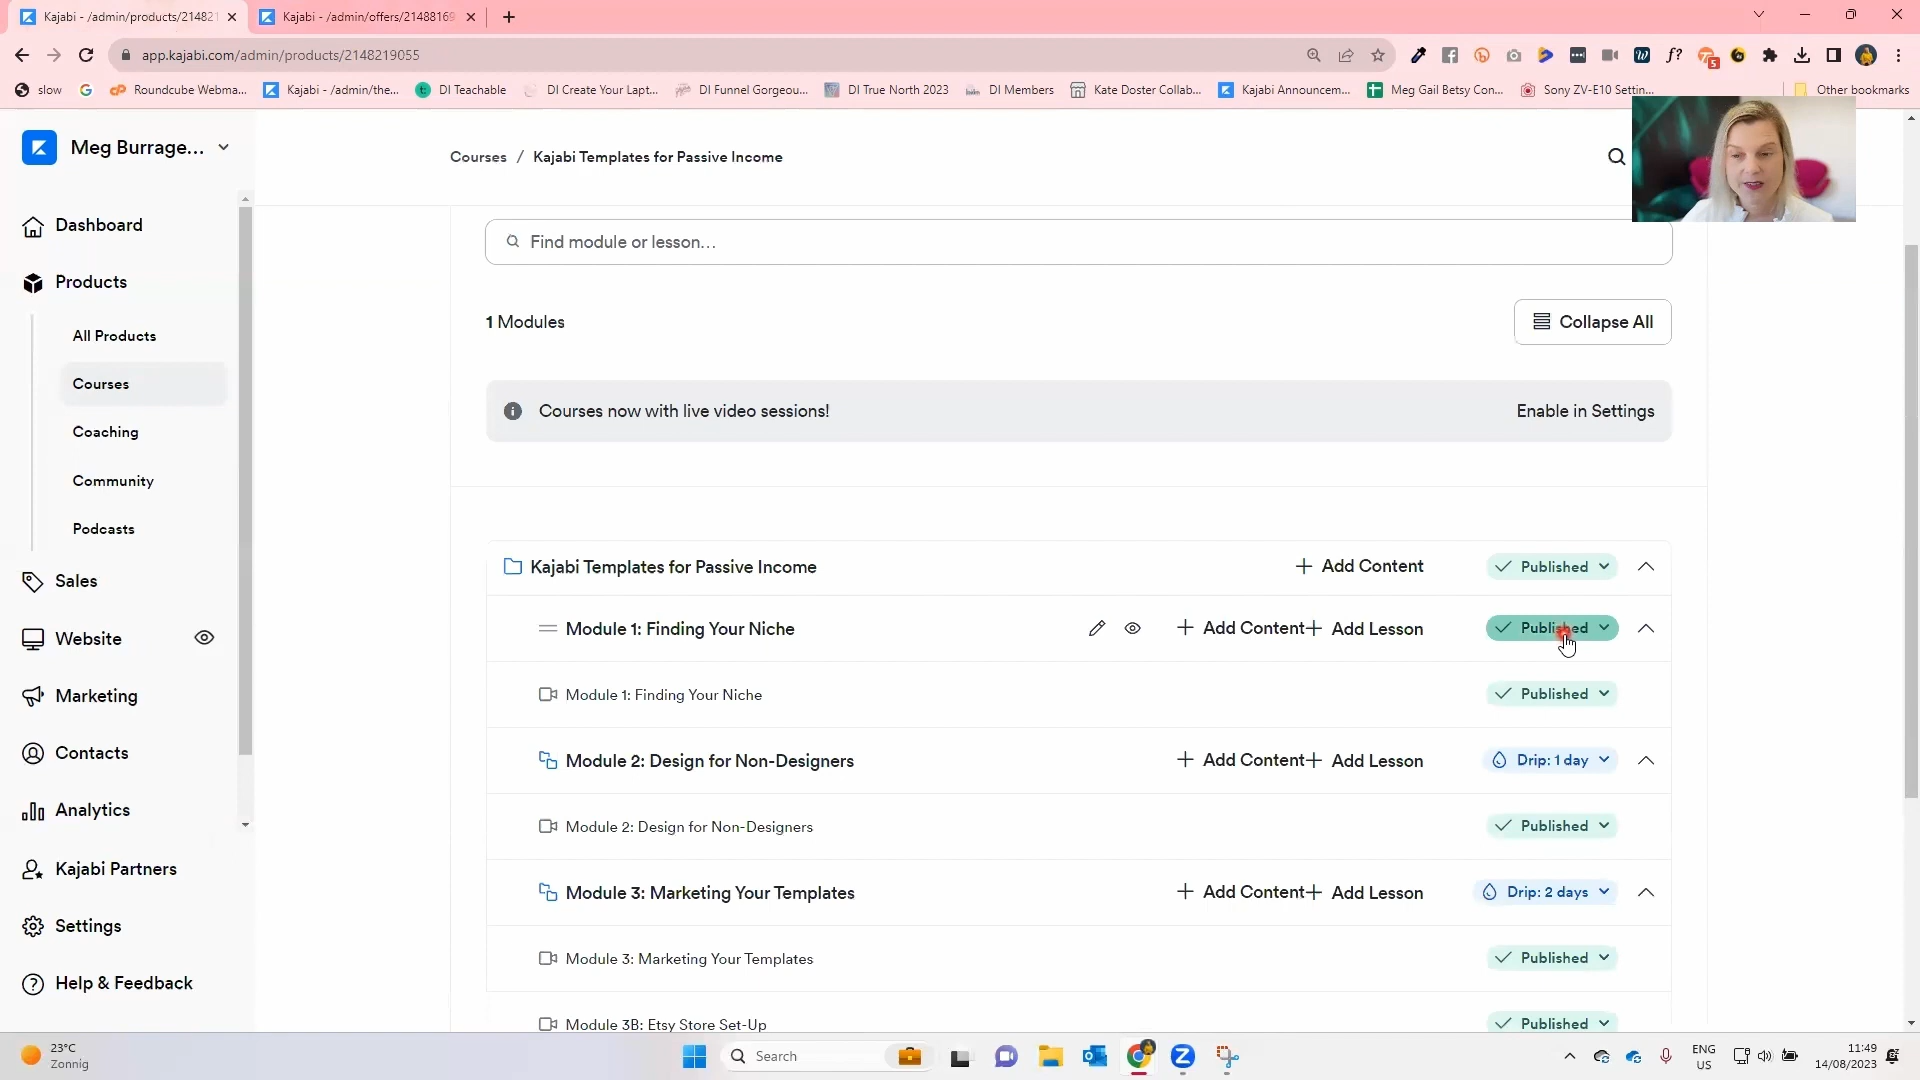 Kajabi - /admin/products/21482
Kajabi - /admin/offers/21488169
app.kajabi.com/admin/products/2148219055
5
slow
Roundcube Webma...
Kajabi - /admin/the...
DI Teachable
DI Create Your Lapt...
DI Funnel Gorgeou...
DI True North 2023
DI Members
Kate Doster Collab...
Kajabi Announcem...
Meg Gail Betsy Con...
Sony ZV-E10 Settin...
Other bookmarks
Meg Burrage...
Courses / Kajabi Templates for Passive Income
Dashboard
Products
All Products
Courses
Coaching
Community
Podcasts
Sales
Website
Marketing
Contacts
Analytics
Kajabi Partners
Settings
Help & Feedback
Find module or lesson...
1 Modules
Collapse All
Courses now with live video sessions!
Enable in Settings
Kajabi Templates for Passive Income
+ Add Content
Published
Module 1: Finding Your Niche
+ Add Content+ Add Lesson
Published
Module 1: Finding Your Niche
Published
Module 2: Design for Non-Designers
+ Add Content+ Add Lesson
Drip: 1 day
Module 2: Design for Non-Designers
Published
Module 3: Marketing Your Templates
+ Add Content+ Add Lesson
Drip: 2 days
Module 3: Marketing Your Templates
Published
Module 3B: Etsy Store Set-Up
Published
23°C
Zonnig
Search
ENG
US
11:49
14/08/2023